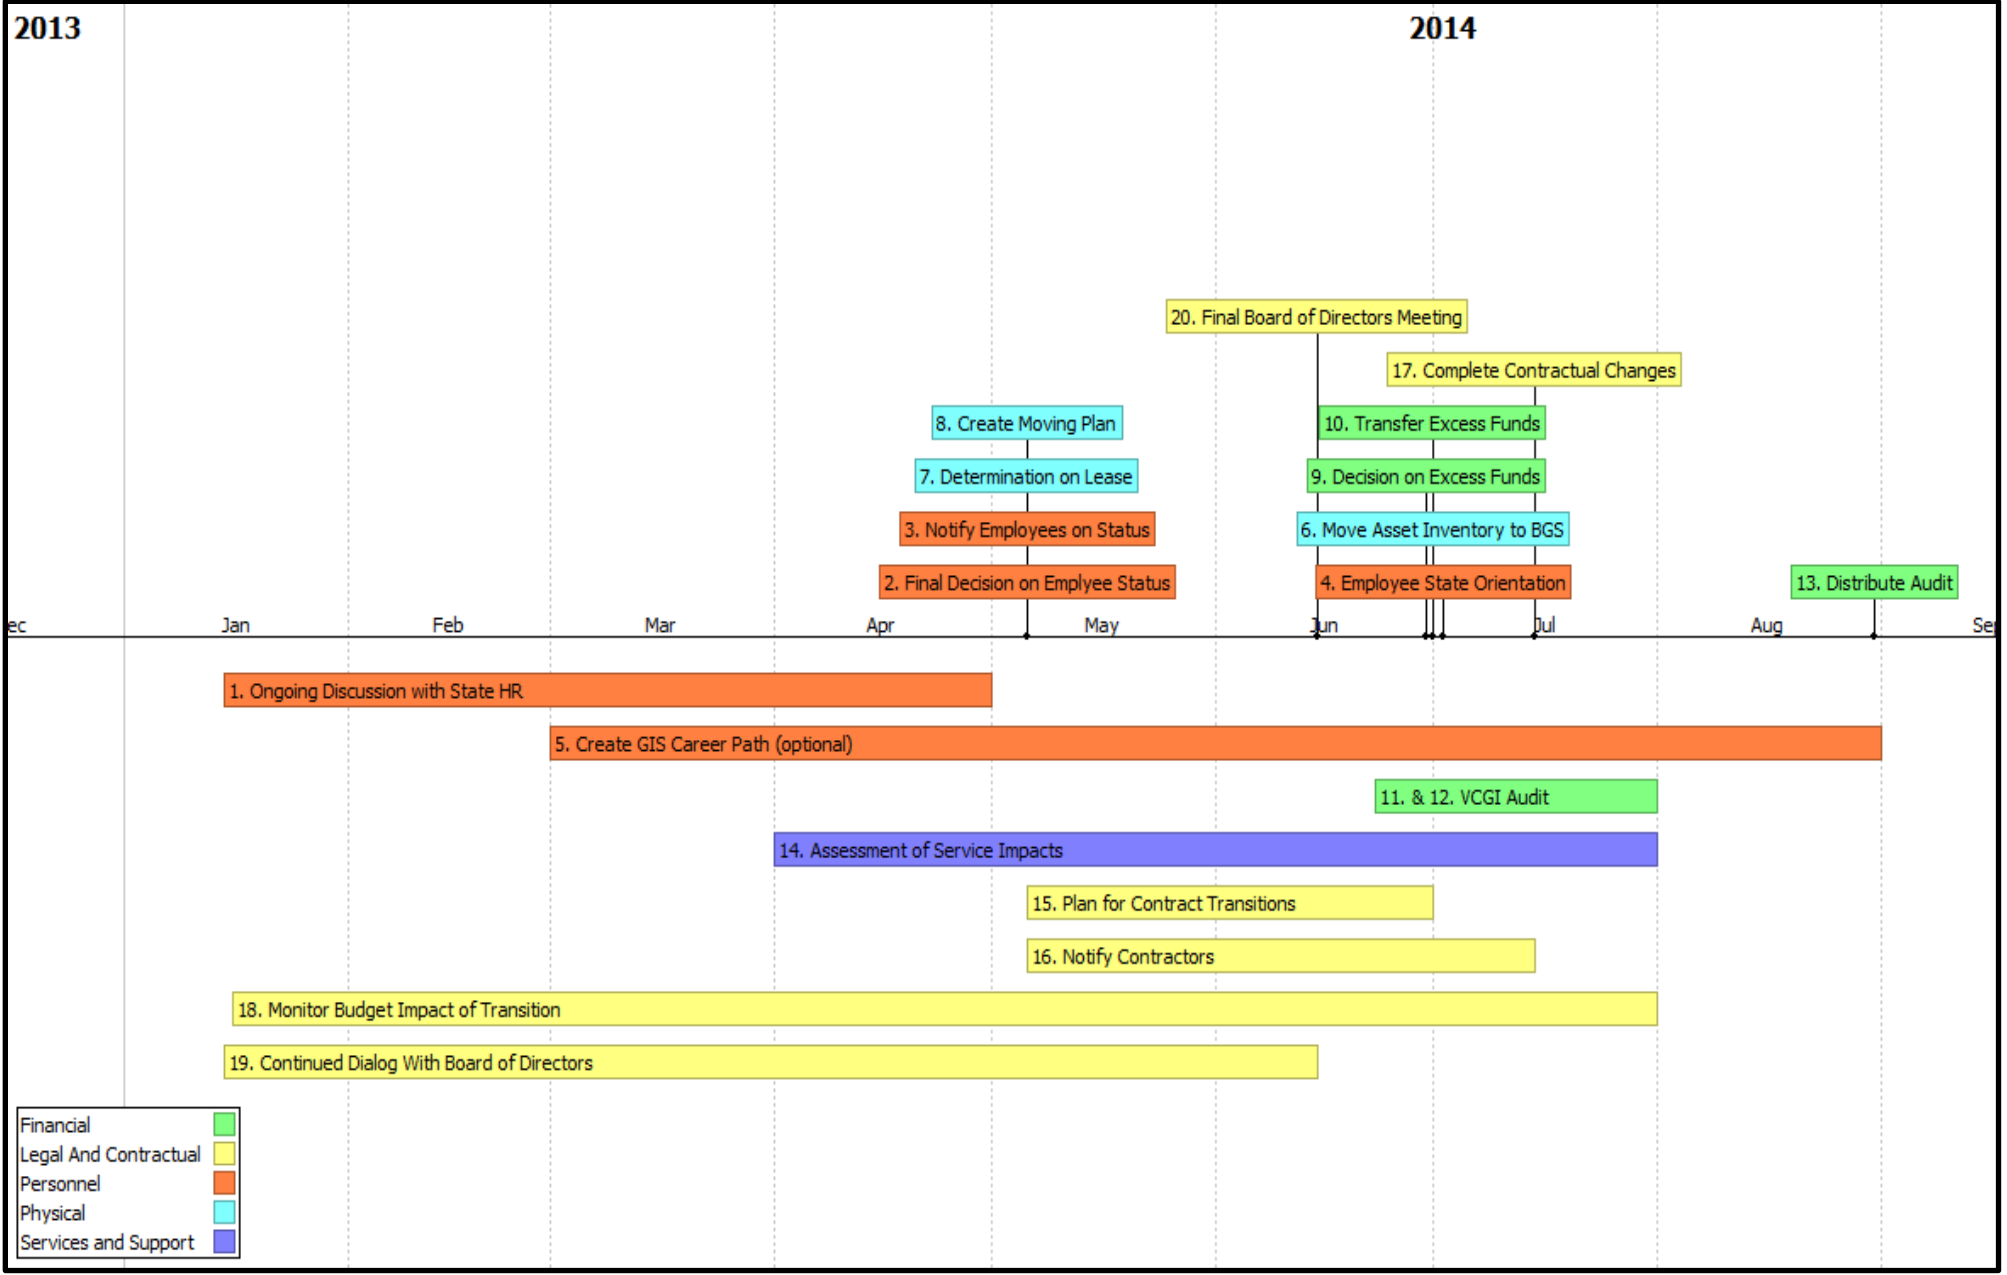 2013
2014
20. Final Board of Directors Meeting
17. Complete Contractual Changes
8. Create Moving Plan
10. Transfer Excess Funds
7. Determination on Lease
9. Decision on Excess Funds
3. Notify Employees on Status
6. Move Asset Inventory to BGS
2. Final Decision on Emplyee Status
4. Employee State Orientation
13. Distribute Audit
ec Jan Feb Mar Apr May Jun Jul Aug Sep
1. Ongoing Discussion with State HR
5. Create GIS Career Path (optional)
11. & 12. VCGI Audit
14. Assessment of Service Impacts
15. Plan for Contract Transitions
16. Notify Contractors
18. Monitor Budget Impact of Transition
19. Continued Dialog With Board of Directors
Financial
Legal And Contractual
Personnel
Physical
Services and Support